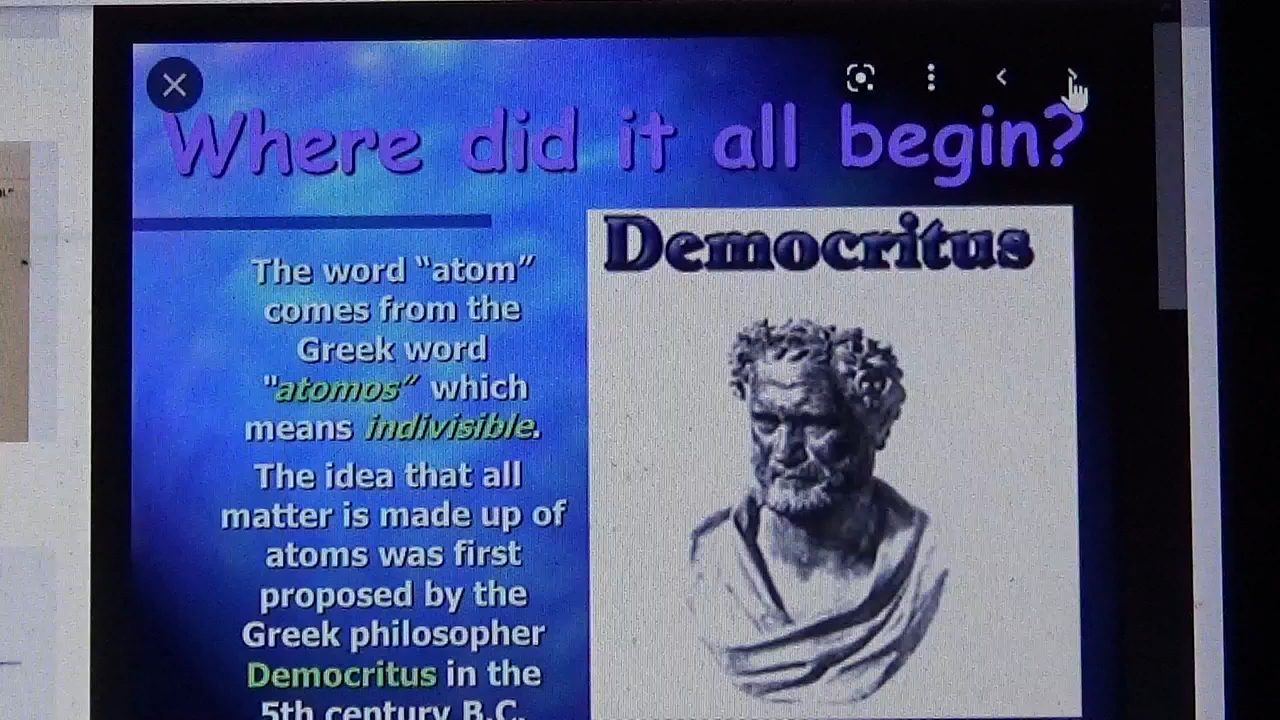 Where did it all begin?
Democritus
The word “atom”
comes from the
Greek word
"atomos” which
means indivisible.
The idea that all
matter is made up of
atoms was first
proposed by the
Greek philosopher
Democritus in the
5th century B.C.